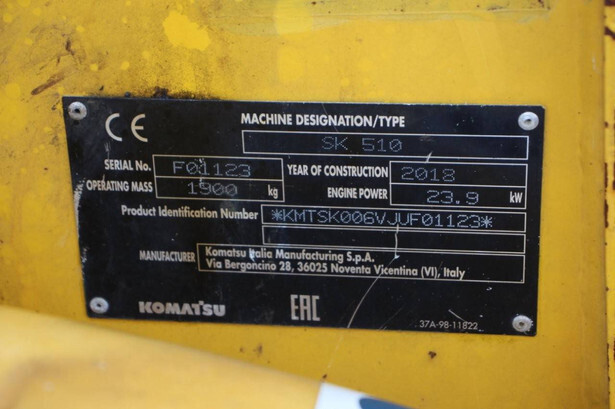 CE
MACHINE DESIGNATION/TYPE
SK 510
SERIAL No. F01123 YEAR OF CONSTRUCTION 2018
OPERATING MASS 1900 kg ENGINE POWER 23.9 kW
Product Identification Number *KMTSK006VJUF01123*
MANUFACTURER Komatsu Italia Manufacturing S.p.A.
Via Bergoncino 28, 36025 Noventa Vicentina (VI), Italy
KOMATSU EAC
37A-98-11822